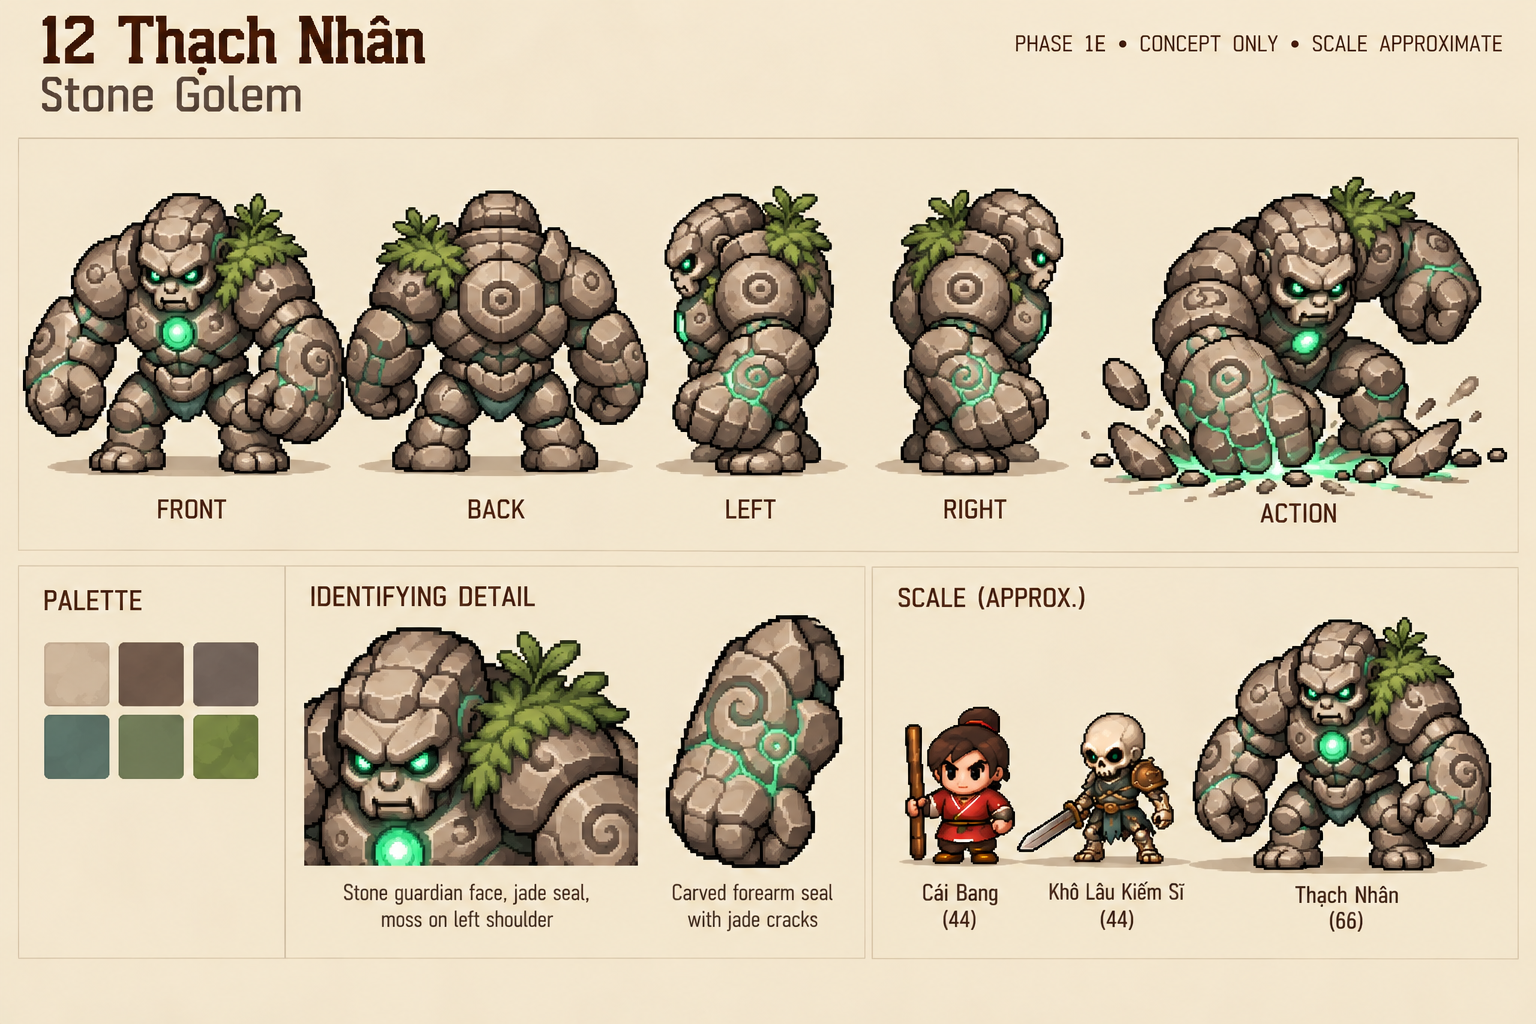 12 Thạch Nhân
Stone Golem
PHASE 1E • CONCEPT ONLY • SCALE APPROXIMATE
FRONT
BACK
LEFT
RIGHT
ACTION
PALETTE
IDENTIFYING DETAIL
Stone guardian face, jade seal,
moss on left shoulder
Carved forearm seal
with jade cracks
SCALE (APPROX.)
Cái Bang
(44)
Khô Lâu Kiếm Sĩ
(44)
Thạch Nhân
(66)